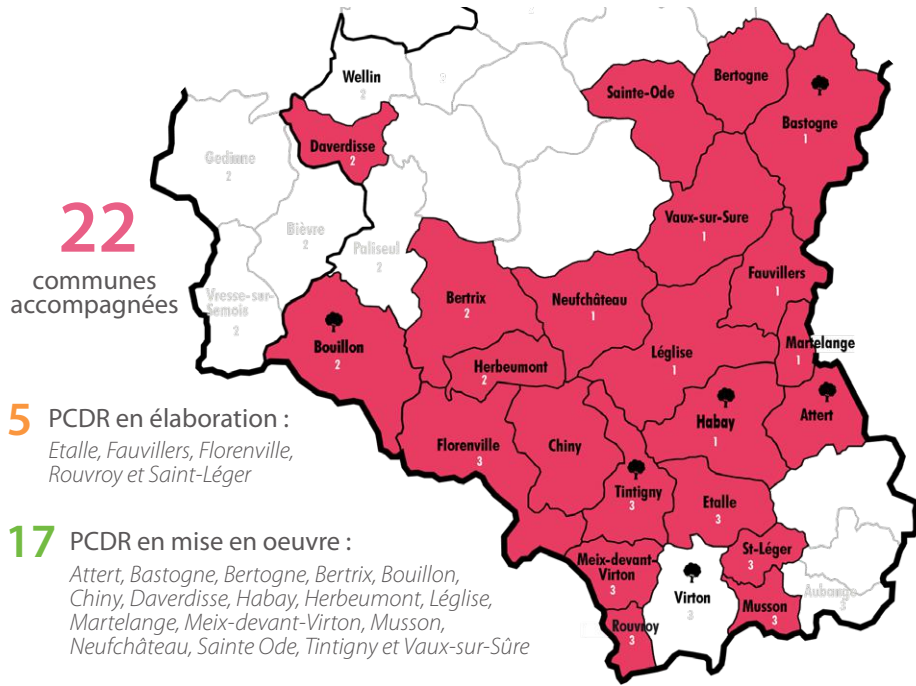 Wellin
2
Bertogne
Sainte-Ode
Bastogne
1
Daverdisse
2
Gedinne
2
22
communes
accompagnées
Vaux-sur-Sure
1
Bièvre
2
Paliseul
2
Fauvillers
1
Vresse-sur-
Semois
2
Bertrix
2
Neufchâteau
1
Bouillon
2
Martelange
1
Léglise
1
Herbeumont
2
Habay
1
Attert
5 PCDR en élaboration :
Etalle, Fauvillers, Florenville,
Rouvroy et Saint-Léger
Florenville
3
Chiny
Tintigny
3
Etalle
3
17 PCDR en mise en oeuvre :
Attert, Bastogne, Bertogne, Bertrix, Bouillon,
Chiny, Daverdisse, Habay, Herbeumont, Léglise,
Martelange, Meix-devant-Virton, Musson,
Neufchâteau, Sainte Ode, Tintigny et Vaux-sur-Sûre
Meix-devant-
Virton
3
St-Léger
3
Virton
3
Aubange
3
Musson
3
Rouvroy
3